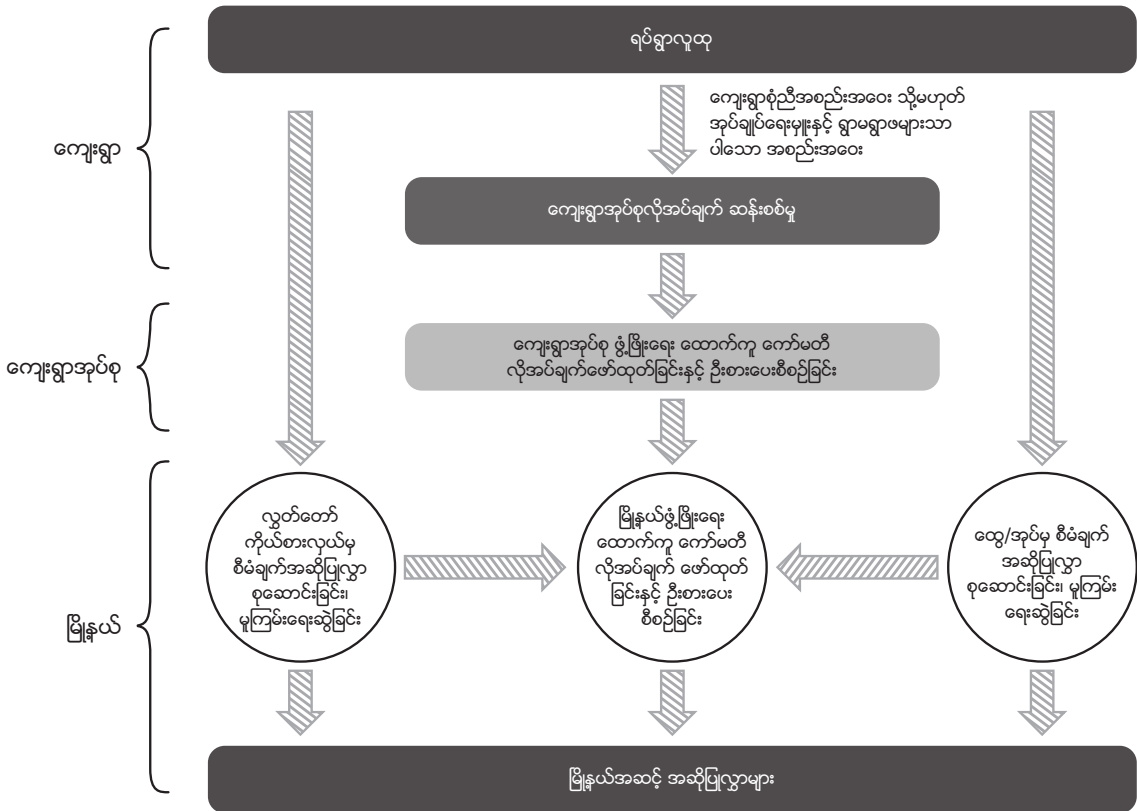 ရပ်ရွာလူထု
ကျေးရွာစုံညီအစည်းအဝေး သို့မဟုတ်
အုပ်ချုပ်ရေးမှူးနှင့် ရွာမရွာဖများသာ
ပါသော အစည်းအဝေး
ကျေးရွာ
ကျေးရွာအုပ်စုလိုအပ်ချက် ဆန်းစစ်မှု
ကျေးရွာအုပ်စု ဖွံ့ဖြိုးရေး ထောက်ကူ ကော်မတီ
လိုအပ်ချက်ဖော်ထုတ်ခြင်းနှင့် ဦးစားပေးစီစဉ်ခြင်း
ကျေးရွာအုပ်စု
လွှတ်တော်
ကိုယ်စားလှယ်မှ
စီမံချက်အဆိုပြုလွှာ
စုဆောင်းခြင်း၊
မူကြမ်းရေးဆွဲခြင်း
မြို့နယ်ဖွံ့ဖြိုးရေး
ထောက်ကူ ကော်မတီ
လိုအပ်ချက် ဖော်ထုတ်
ခြင်းနှင့် ဦးစားပေး
စီစဉ်ခြင်း
ထွေ/အုပ်မှ စီမံချက်
အဆိုပြုလွှာ
စုဆောင်းခြင်း၊ မူကြမ်း
ရေးဆွဲခြင်း
မြို့နယ်
မြို့နယ်အဆင့် အဆိုပြုလွှာများ